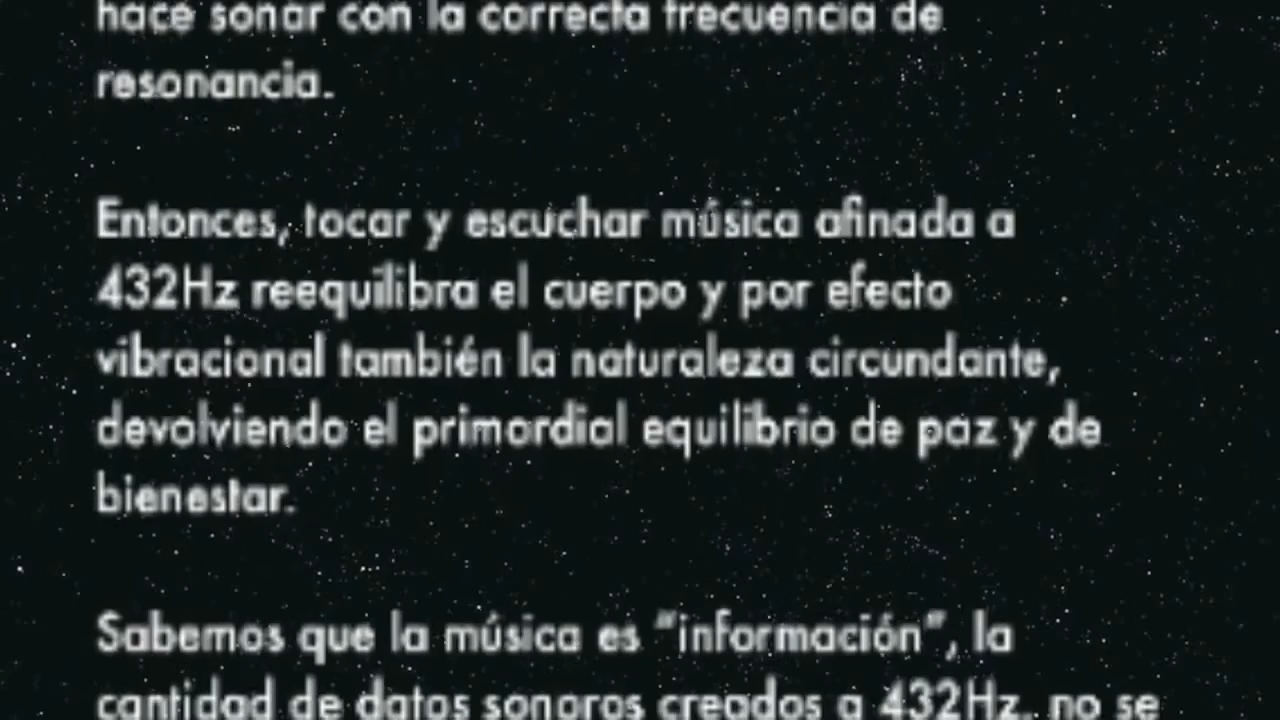 hace sonar con la correcta frecuencia de
resonancia.
Entonces, tocar y escuchar música afinada a
432Hz reequilibra el cuerpo y por efecto
vibracional también la naturaleza circundante,
devolviendo el primordial equilibrio de paz y de
bienestar.
Sabemos que la música es “información”, la
cantidad de datos sonoros creados a 432Hz, no se